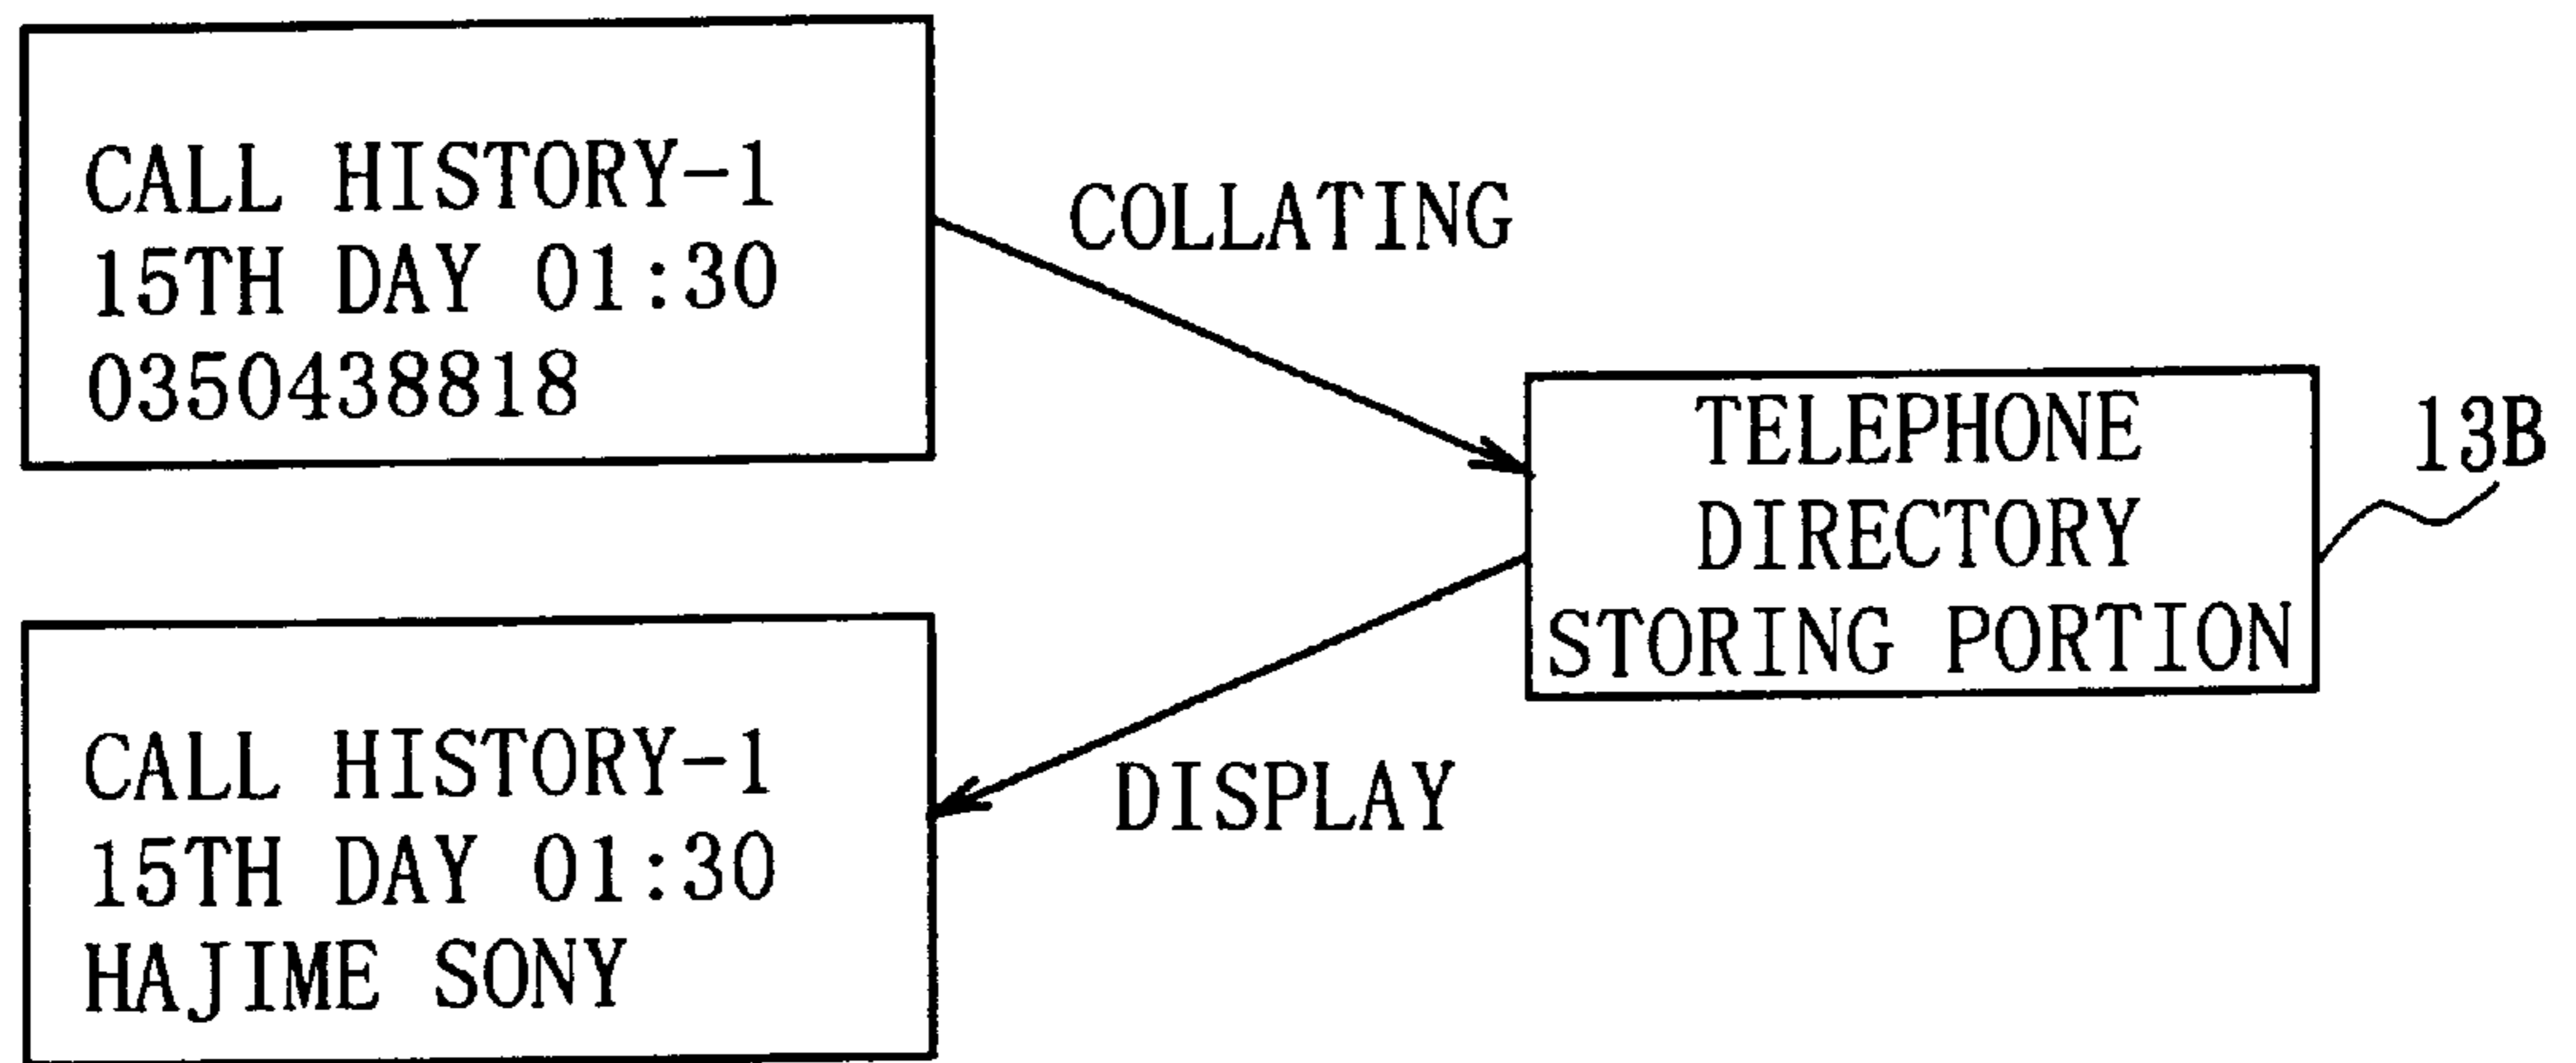 CALL HISTORY-1
15TH DAY 01:30
0350438818
COLLATING
TELEPHONE
DIRECTORY
STORING PORTION
13B
CALL HISTORY-1
15TH DAY 01:30
HAJIME SONY
DISPLAY